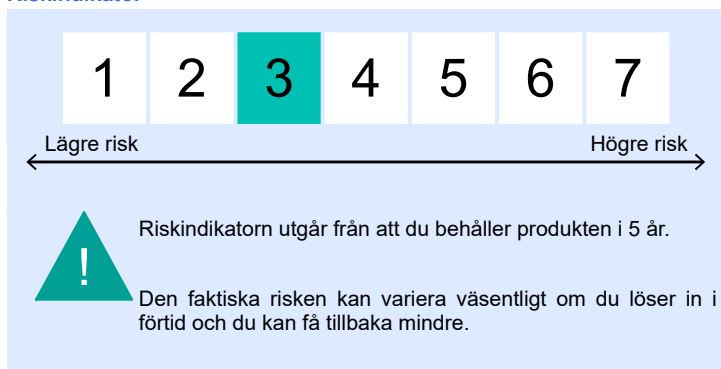 1 2 3 4 5 6 7
Lägre risk Högre risk
Riskindikatorn utgår från att du behåller produkten i 5 år.
!
Den faktiska risken kan variera väsentligt om du löser in i
förtid och du kan få tillbaka mindre.